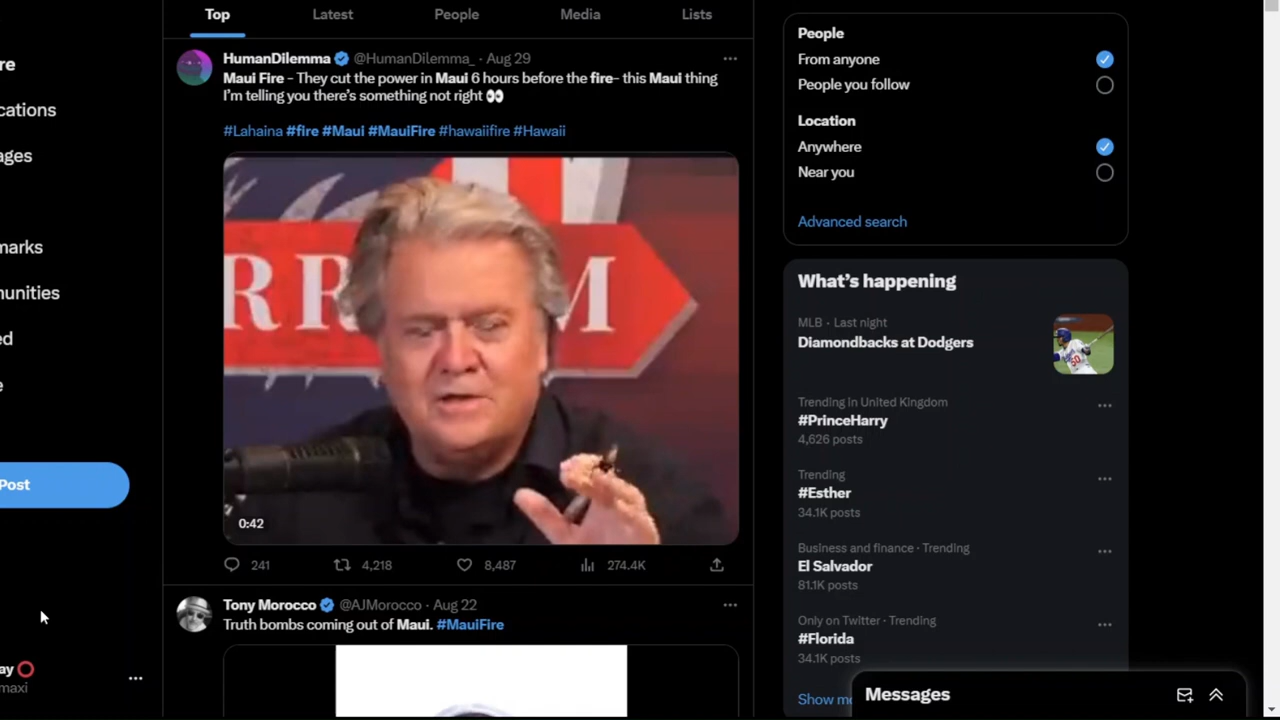 Top
Latest
People
Media
Lists
re
cations
ages
marks
munities
d
e
Post
ay
maxi
HumanDilemma @HumanDilemma_ · Aug 29
Maui Fire - They cut the power in Maui 6 hours before the fire- this Maui thing
I'm telling you there's something not right 👀
#Lahaina #fire #Maui #MauiFire #hawaiifire #Hawaii
RR M
0:42
241
4,218
8,487
274.4K
Tony Morocco @AJMorocco · Aug 22
Truth bombs coming out of Maui. #MauiFire
People
From anyone
People you follow
Location
Anywhere
Near you
Advanced search
What's happening
MLB · Last night
Diamondbacks at Dodgers
50
Trending in United Kingdom
#PrinceHarry
4,626 posts
Trending
#Esther
34.1K posts
Business and finance · Trending
El Salvador
81.1K posts
Only on Twitter · Trending
#Florida
34.1K posts
Show m
Messages